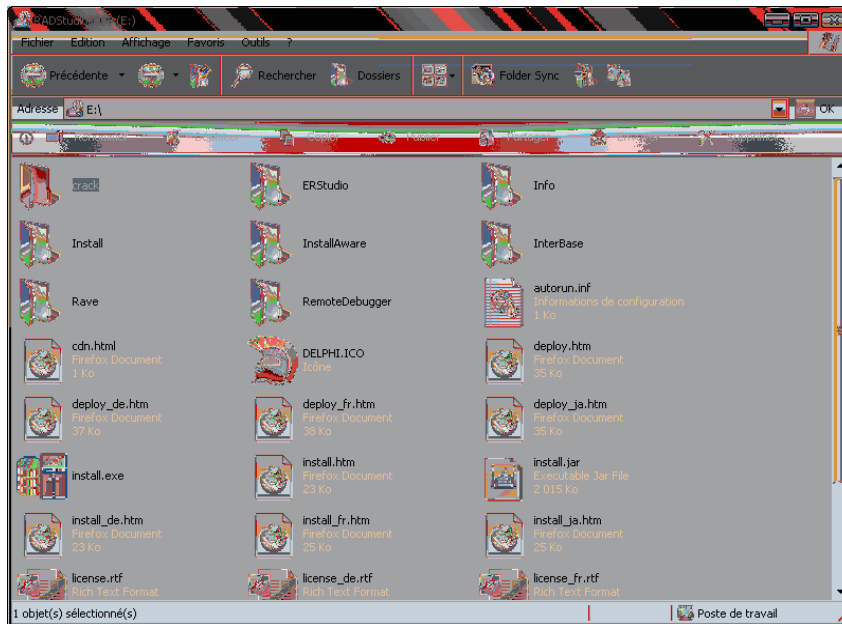 (E:)
Fichier Edition Affichage Favoris Outils ?
Précédente Rechercher Dossiers Folder Sync
Adresse E:\ OK
Copier Publier Partager
crack ERStudio Info
Install InstallAware InterBase
Rave RemoteDebugger autorun.inf
Informations de configuration
1 Ko
cdn.html DELPHI.ICO deploy.htm
Firefox Document Icône Firefox Document
1 Ko 35 Ko
deploy_de.htm deploy_fr.htm deploy_ja.htm
Firefox Document Firefox Document Firefox Document
37 Ko 38 Ko 35 Ko
install.exe install.htm install.jar
Firefox Document Executable Jar File
23 Ko 2 015 Ko
install_de.htm install_fr.htm install_ja.htm
Firefox Document Firefox Document Firefox Document
23 Ko 25 Ko 25 Ko
license.rtf license_de.rtf license_fr.rtf
Rich Text Format Rich Text Format Rich Text Format
1 objet(s) sélectionné(s) Poste de travail